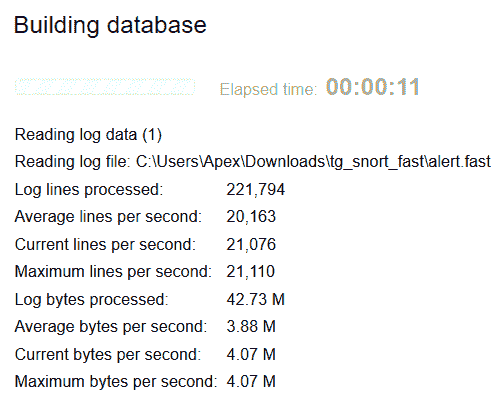 Building database
Elapsed time: 00:00:11
Reading log data (1)
Reading log file: C:\Users\Apex\Downloads\tg_snort_fast\alert.fast
Log lines processed: 221,794
Average lines per second: 20,163
Current lines per second: 21,076
Maximum lines per second: 21,110
Log bytes processed: 42.73 M
Average bytes per second: 3.88 M
Current bytes per second: 4.07 M
Maximum bytes per second: 4.07 M